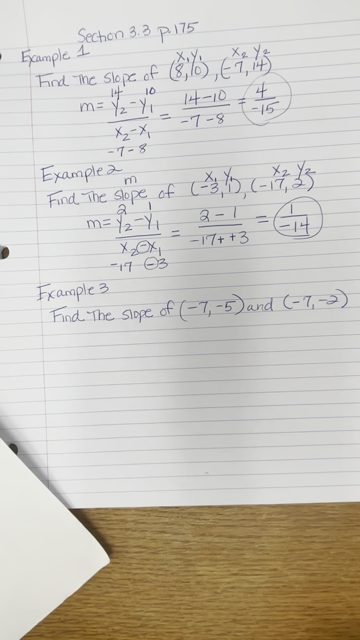 Section 3.3 p.175
Example 1
x₁ y₁ x₂ y₂
Find the slope of (8,10), (-7,14)
14 10
m = y₂ - y₁ = 14 - 10 = 4
x₂ - x₁ -7 - 8 -15
-7 - 8
Example 2
m x₁ y₁ x₂ y₂
Find the slope of (-3,1), (-17,2)
2 1
m = y₂ - y₁ = 2 - 1 = 1
x₂ - x₁ -17 + +3 -14
-17 - -3
Example 3
Find the slope of (-7,-5) and (-7,-2)